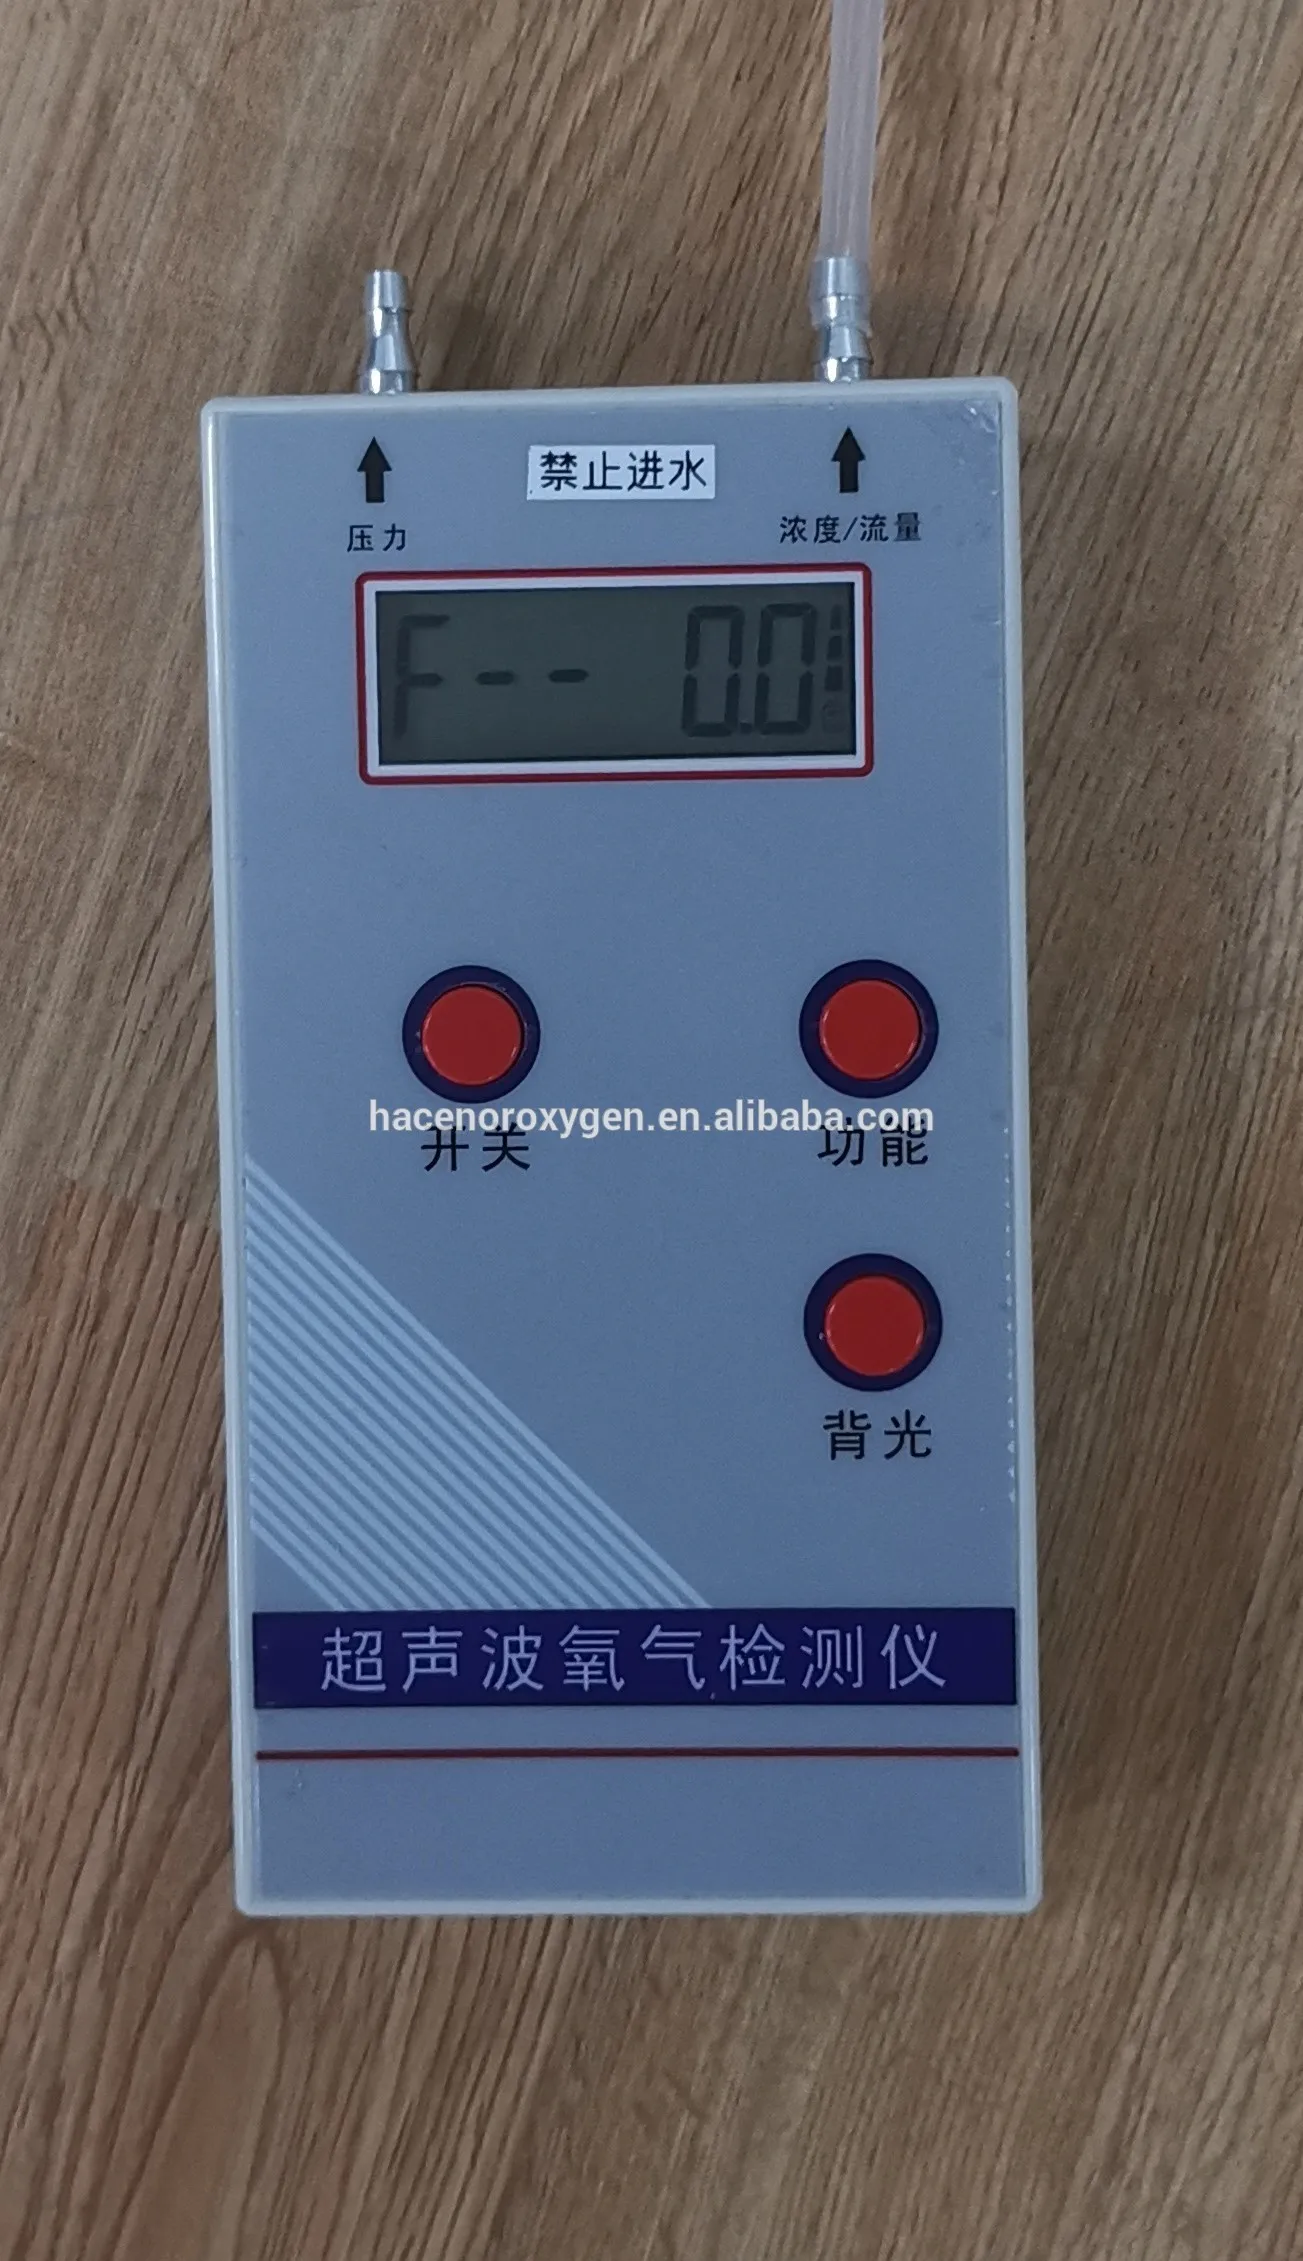 禁止进水
压力
浓度/流量
F-- 0.0
hacenoroxygen.en.alibaba.com
开关
功能
背光
超声波氧气检测仪